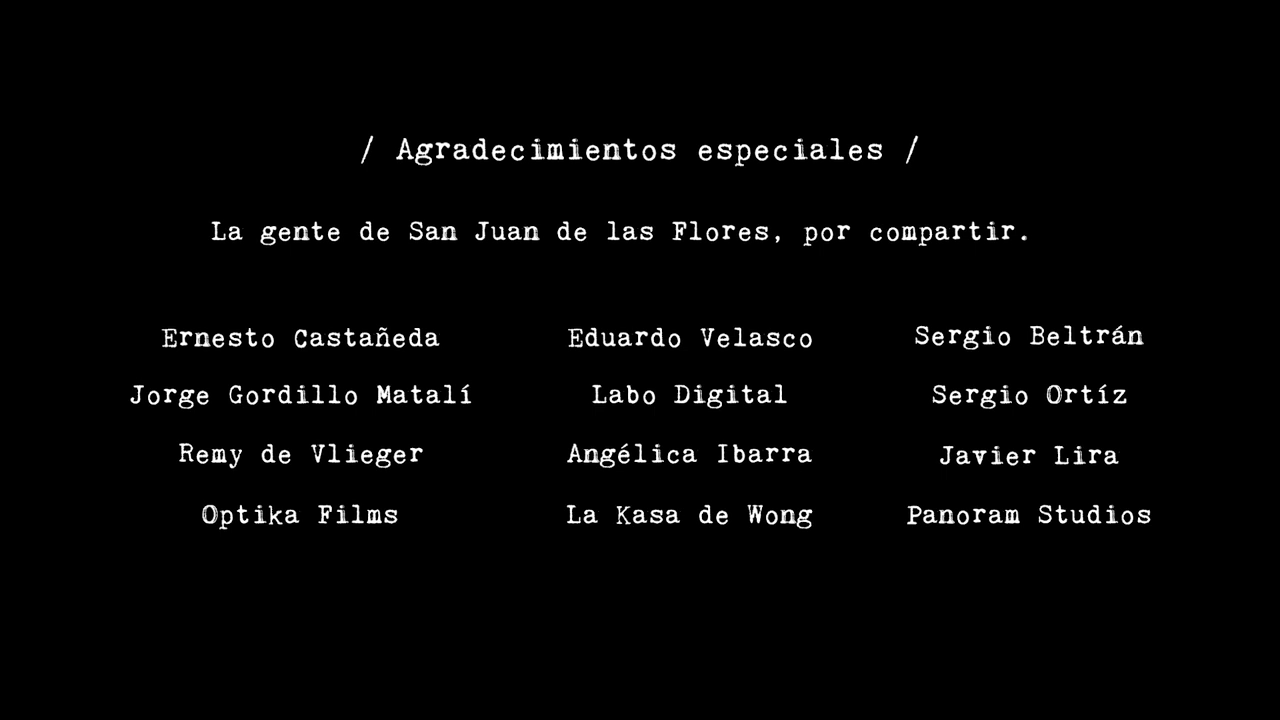 / Agradecimientos especiales /
La gente de San Juan de las Flores, por compartir.
Ernesto Castañeda Eduardo Velasco Sergio Beltrán
Jorge Gordillo Matalí Labo Digital Sergio Ortíz
Remy de Vlieger Angélica Ibarra Javier Lira
Optika Films La Kasa de Wong Panoram Studios